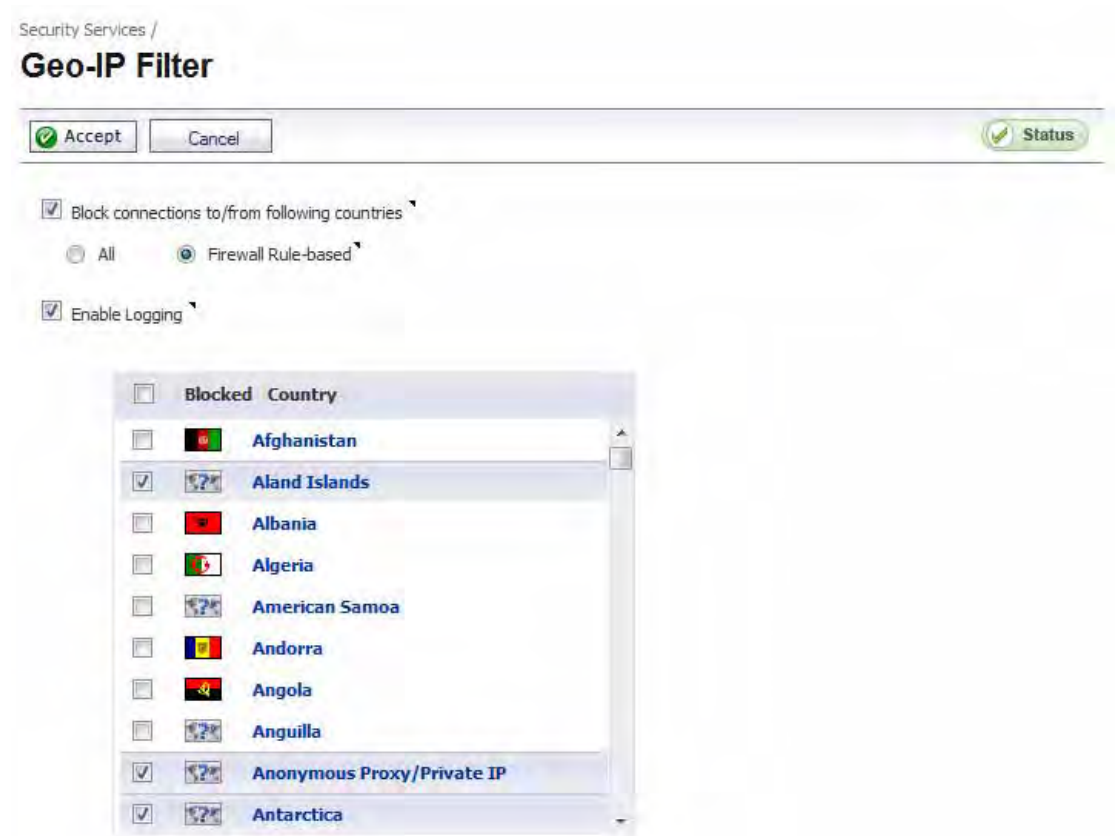 Security Services /
Geo-IP Filter
Accept Cancel Status
Block connections to/from following countries
All Firewall Rule-based
Enable Logging
Blocked Country
Afghanistan
Aland Islands
Albania
Algeria
American Samoa
Andorra
Angola
Anguilla
Anonymous Proxy/Private IP
Antarctica